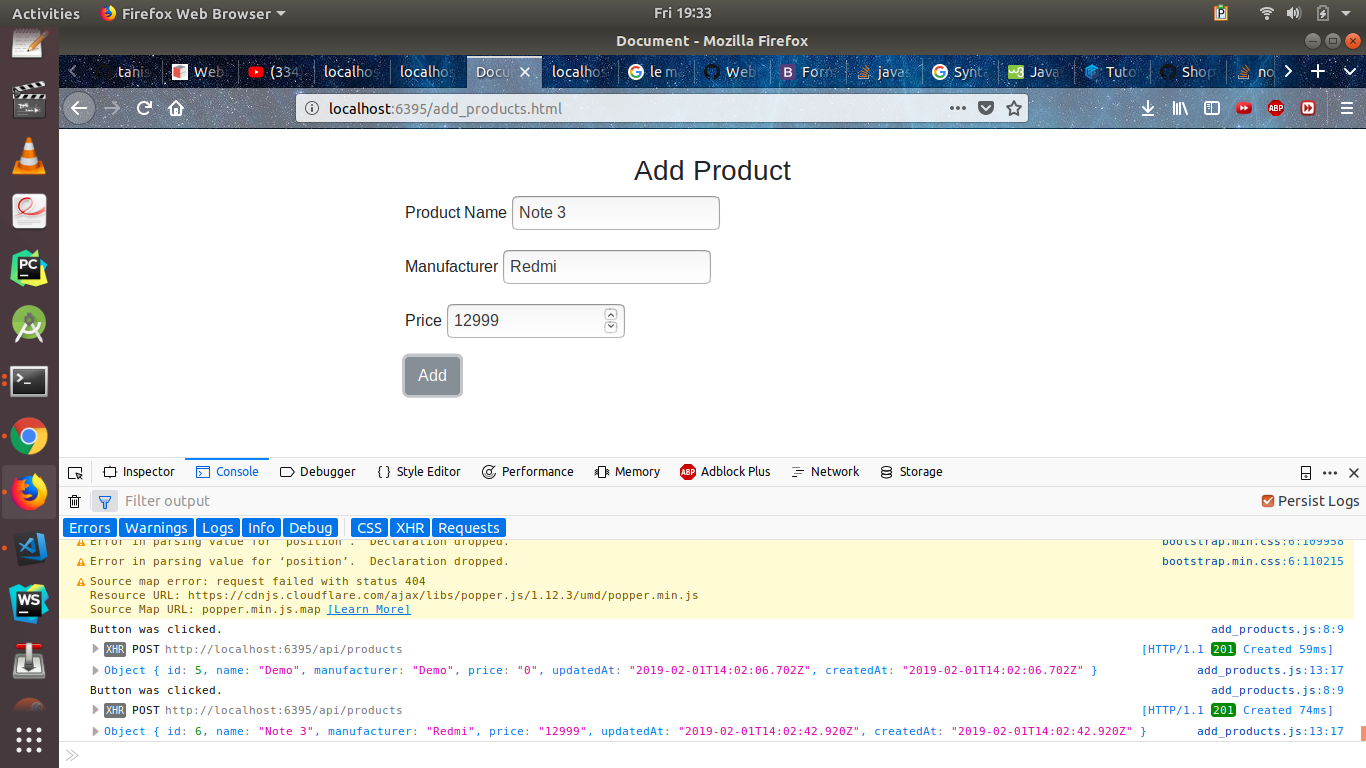 Activities Firefox Web Browser Fri 19:33
Document - Mozilla Firefox
tanis Web (334 localhos localhos Docu localhos le ma Web Form javas Synta Java Tuto Shop no
localhost:6395/add_products.html
Add Product
Product Name Note 3
Manufacturer Redmi
Price 12999
Add
Inspector Console Debugger { } Style Editor Performance Memory Adblock Plus Network Storage
Filter output Persist Logs
Errors Warnings Logs Info Debug CSS XHR Requests
Error in parsing value for ‘position’. Declaration dropped. bootstrap.min.css:6:109958
Error in parsing value for ‘position’. Declaration dropped. bootstrap.min.css:6:110215
Source map error: request failed with status 404
Resource URL: https://cdnjs.cloudflare.com/ajax/libs/popper.js/1.12.3/umd/popper.min.js
Source Map URL: popper.min.js.map [Learn More]
Button was clicked. add_products.js:8:9
XHR POST http://localhost:6395/api/products [HTTP/1.1 201 Created 59ms]
Object { id: 5, name: "Demo", manufacturer: "Demo", price: "0", updatedAt: "2019-02-01T14:02:06.702Z", createdAt: "2019-02-01T14:02:06.702Z" } add_products.js:13:17
Button was clicked. add_products.js:8:9
XHR POST http://localhost:6395/api/products [HTTP/1.1 201 Created 74ms]
Object { id: 6, name: "Note 3", manufacturer: "Redmi", price: "12999", updatedAt: "2019-02-01T14:02:42.920Z", createdAt: "2019-02-01T14:02:42.920Z" } add_products.js:13:17